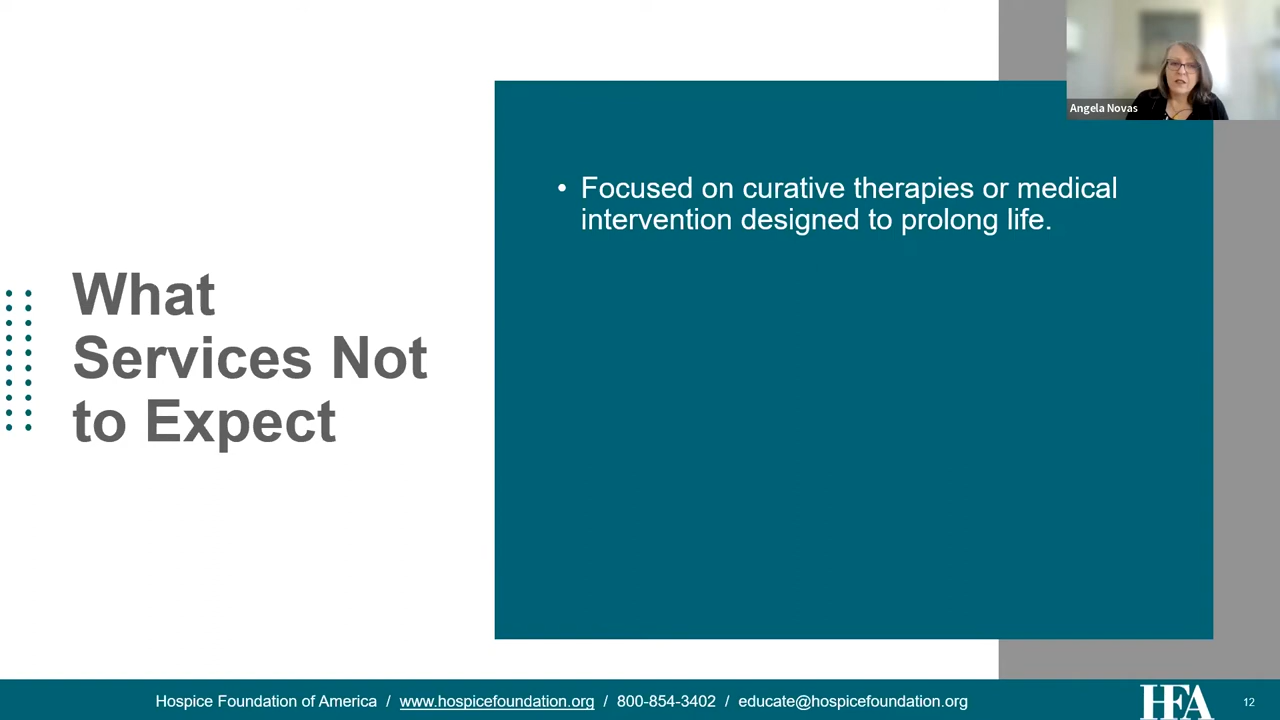 Angela Novas
What
Services Not
to Expect
• Focused on curative therapies or medical
intervention designed to prolong life.
Hospice Foundation of America / www.hospicefoundation.org / 800-854-3402 / educate@hospicefoundation.org
HFA
12